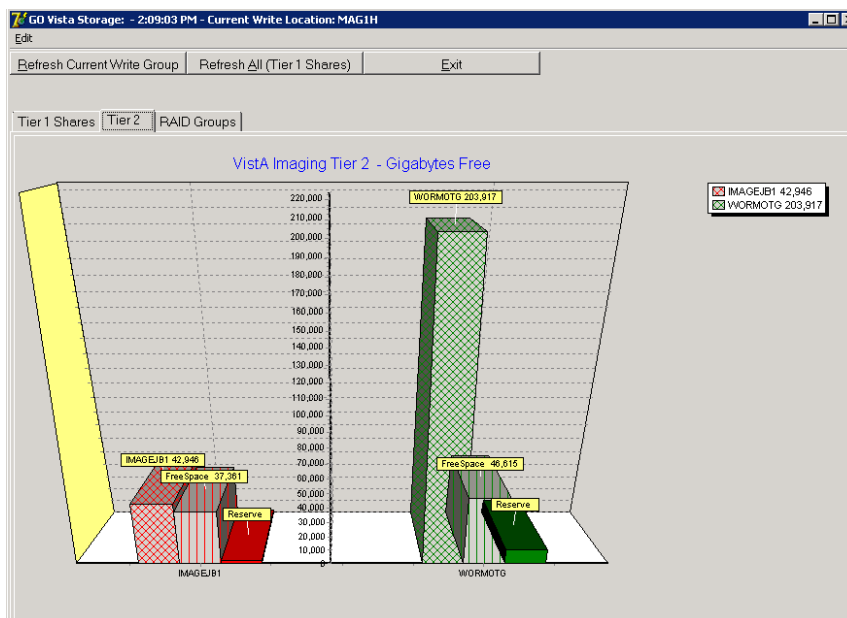 GO Vista Storage: - 2:09:03 PM - Current Write Location: MAG1H
Edit
Refresh Current Write Group Refresh All (Tier 1 Shares) Exit
Tier 1 Shares Tier 2 RAID Groups
VistA Imaging Tier 2 - Gigabytes Free
IMAGEJB1 42,946
WORMOTG 203,917
220,000
210,000
200,000
190,000
180,000
170,000
160,000
150,000
140,000
130,000
120,000
110,000
100,000
90,000
80,000
70,000
60,000
50,000
40,000
30,000
20,000
10,000
0
WORMOTG 203,917
IMAGEJB1 42,946
FreeSpace 37,361
Reserve
FreeSpace 46,615
Reserve
IMAGEJB1 WORMOTG